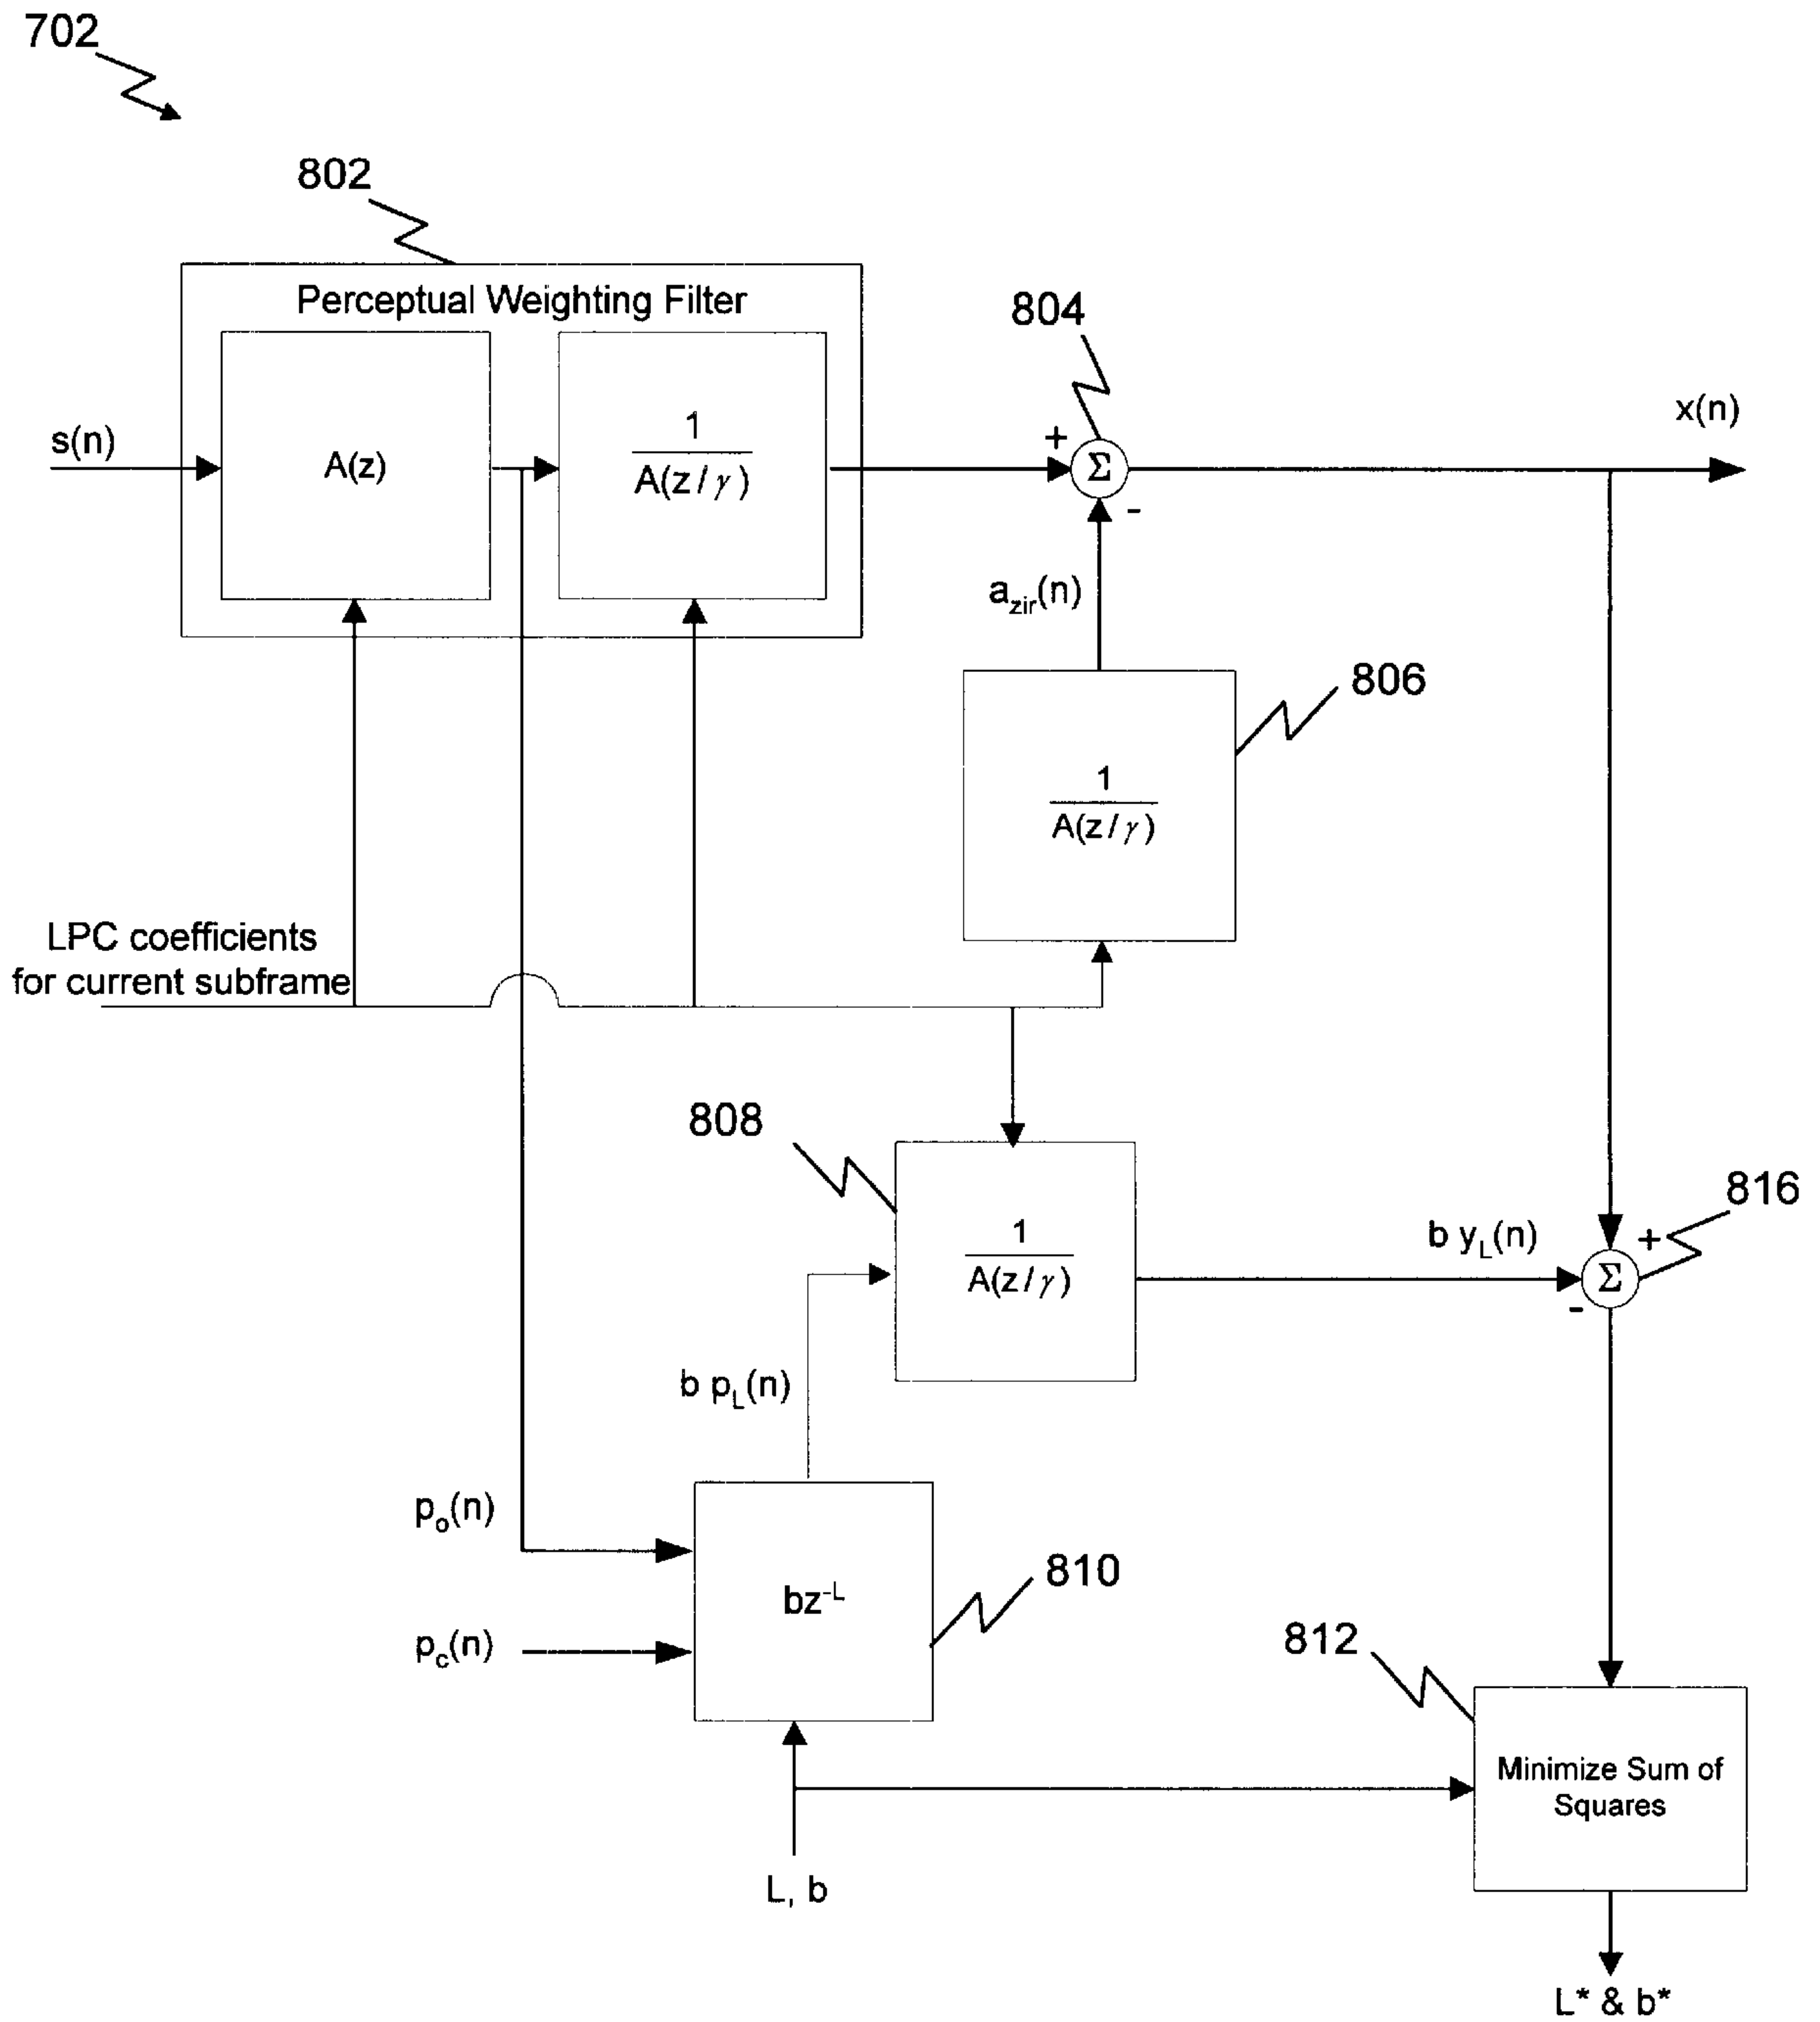 702
802
Perceptual Weighting Filter
804
s(n)
A(z)
1
A(z/γ)
+
Σ
-
x(n)
a_zir(n)
806
1
A(z/γ)
LPC coefficients
for current subframe
808
1
A(z/γ)
816
b y_L(n)
+
Σ
-
b p_L(n)
p_o(n)
bz^-L
810
p_c(n)
812
Minimize Sum of
Squares
L, b
L* & b*